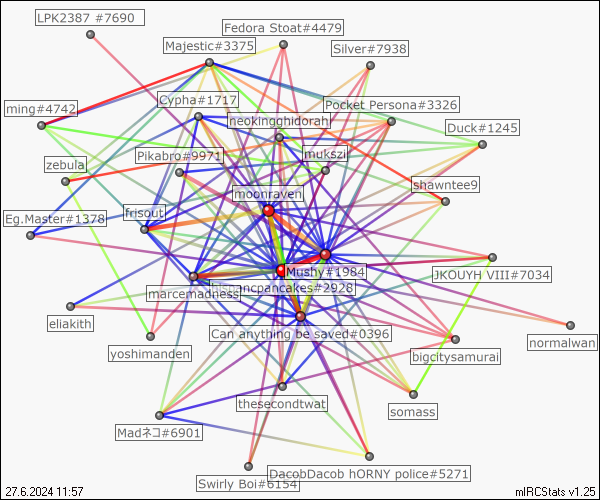 LPK2387 #7690
Fedora Stoat#4479
Majestic#3375
Silver#7938
Cypha#1717
Pocket Persona#3326
ming#4742
neokingghidorah
Duck#1245
Pikabro#9971
mukszi
zebula
shawntee9
moonraven
frisout
Eg.Master#1378
Mushy#1984
JKOUYH VIII#7034
hispancpancakes#2928
marcemadness
eliakith
Can anything be saved#0396
normalwan
yoshimanden
bigcitysamurai
thesecondtwat
somass
Madネコ#6901
DacobDacob hORNY police#5271
Swirly Boi#6154
27.6.2024 11:57
mIRCStats v1.25